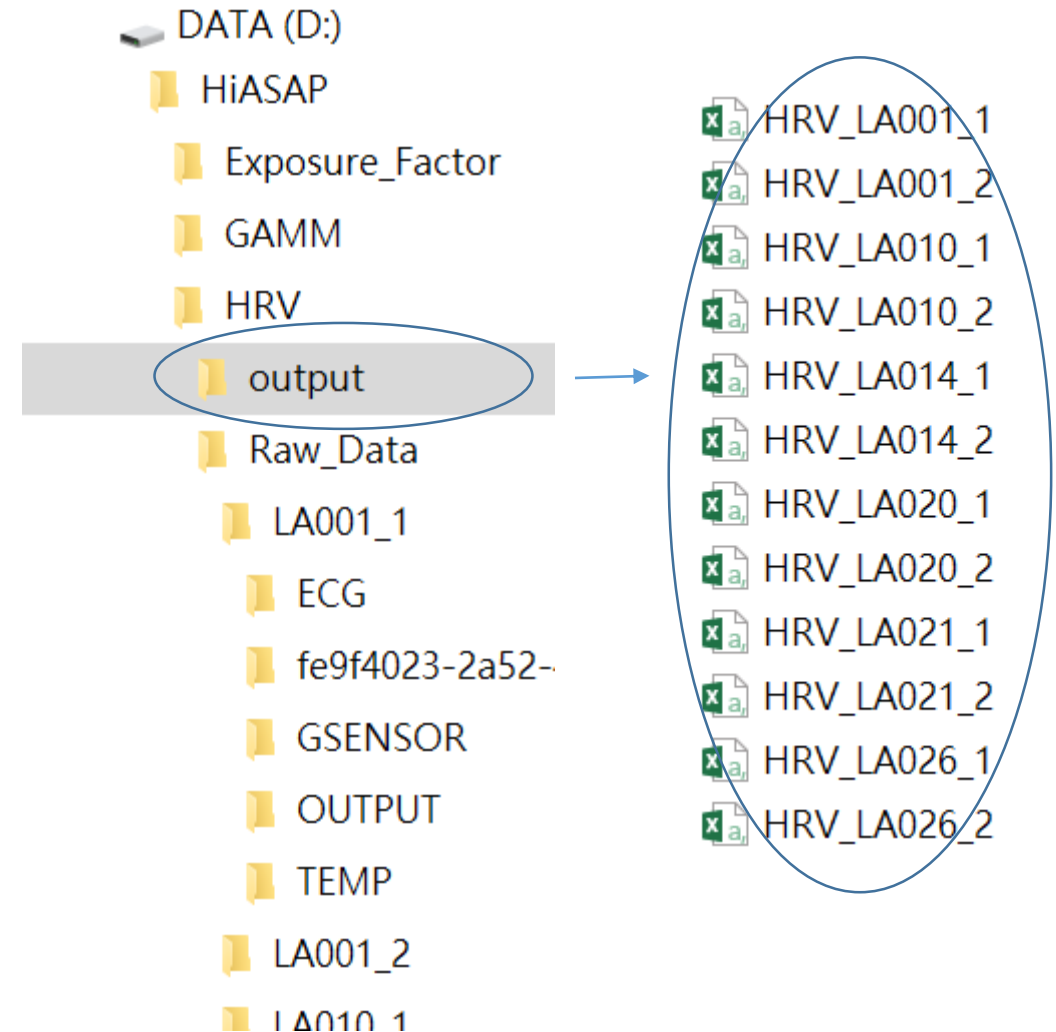 DATA (D:)
HiASAP
Exposure_Factor
GAMM
HRV
output
Raw_Data
LA001_1
ECG
fe9f4023-2a52-
GSENSOR
OUTPUT
TEMP
LA001_2
LA010_1
HRV_LA001_1
HRV_LA001_2
HRV_LA010_1
HRV_LA010_2
HRV_LA014_1
HRV_LA014_2
HRV_LA020_1
HRV_LA020_2
HRV_LA021_1
HRV_LA021_2
HRV_LA026_1
HRV_LA026_2